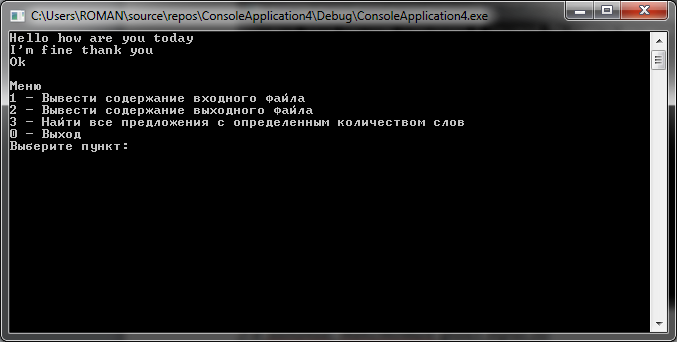 C:\Users\ROMAN\source\repos\ConsoleApplication4\Debug\ConsoleApplication4.exe
Hello how are you today
I'm fine thank you
Ok
Меню
1 - Вывести содержание входного файла
2 - Вывести содержание выходного файла
3 - Найти все предложения с определенным количеством слов
0 - Выход
Выберите пункт: